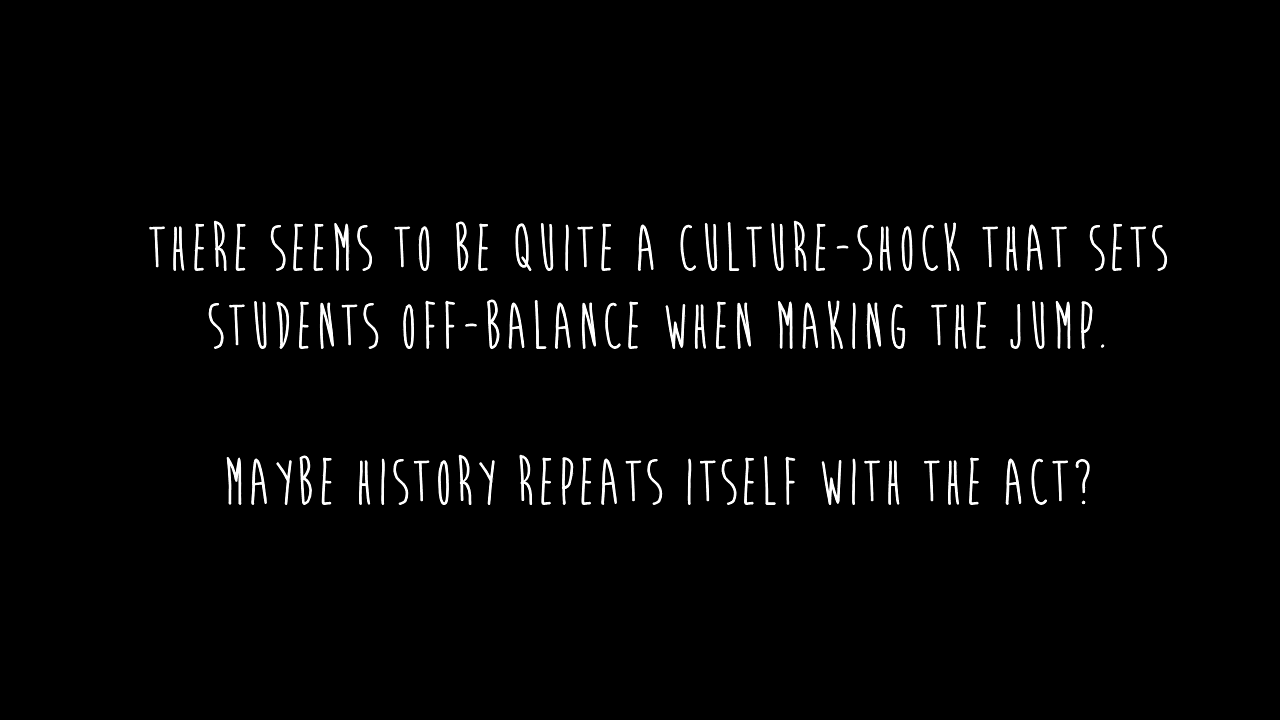 THERE SEEMS TO BE QUITE A CULTURE-SHOCK THAT SETS
STUDENTS OFF-BALANCE WHEN MAKING THE JUMP.
MAYBE HISTORY REPEATS ITSELF WITH THE ACT?